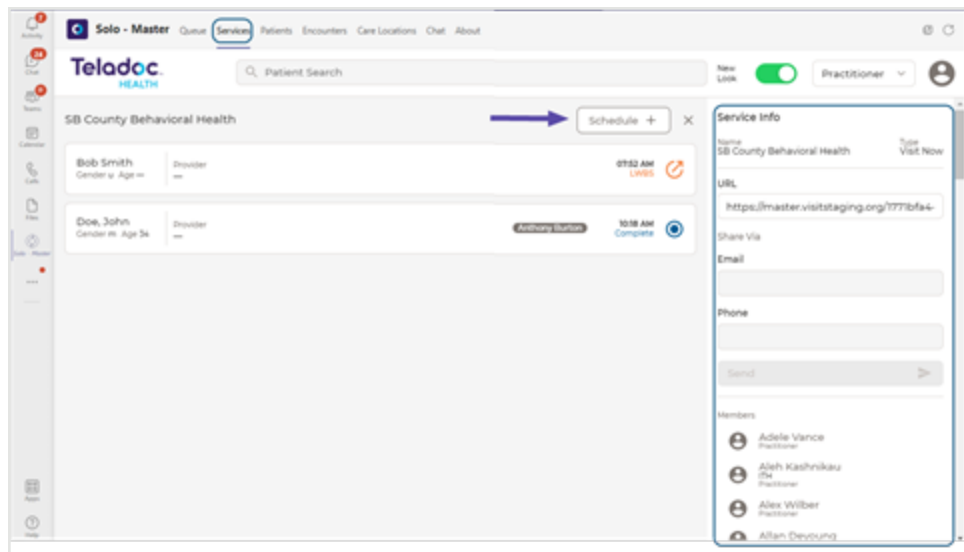 Activity
Chat
Teams
Calendar
Calls
Files
Solo - Master
Apps
Help
Solo - Master Queue Services Patients Encounters Care Locations Chat About
Teladoc.
HEALTH
Patient Search
New
Look
Practitioner
SB County Behavioral Health
Schedule +
Bob Smith
Gender u Age —
Provider
—
07:52 AM
LWBS
Doe, John
Gender m Age 34
Provider
—
Anthony Burton
10:18 AM
Complete
Service Info
Name
SB County Behavioral Health
Type
Visit Now
URL
https://master.visitstaging.org/1771bfa4-
Share Via
Email
Phone
Send
Members
Adele Vance
Practitioner
Aleh Kashnikau
Practitioner
Alex Wilber
Practitioner
Allan Deyoung